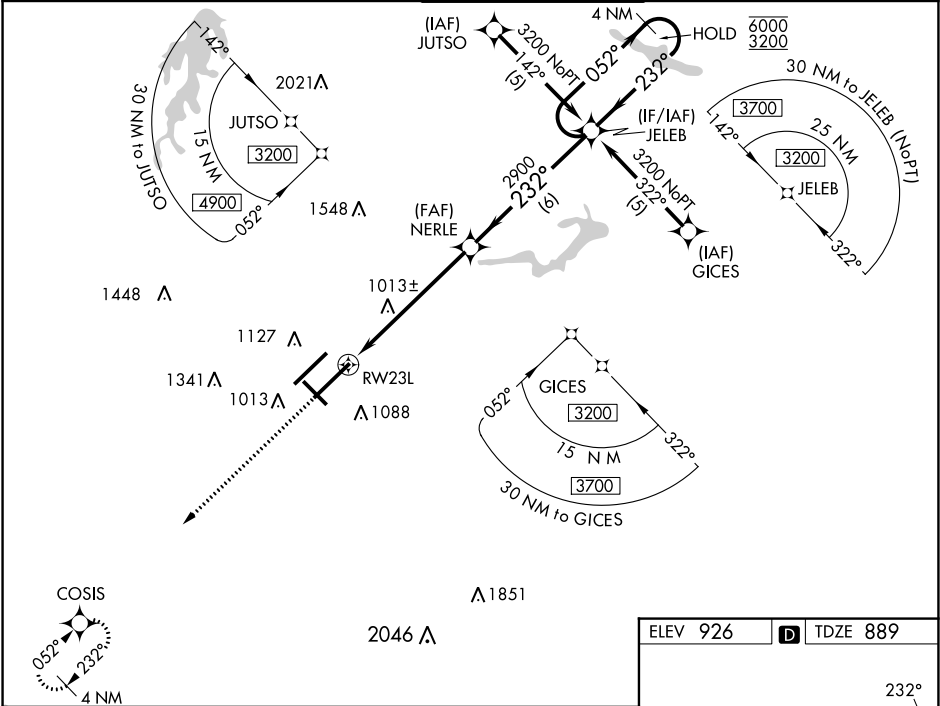 (IAF)
JUTSO
3200 NoPT
142°
(5)
4 NM
HOLD
6000
3200
052°
232°
(IF/IAF)
JELEB
30 NM to JELEB (NoPT)
3700
142°
25 NM
3200
JELEB
322°
142°
2021
JUTSO
30 NM to JUTSO
15 NM
3200
4900
052°
1548
2900
232°
(6)
(FAF)
NERLE
3200 NoPT
322°
(5)
(IAF)
GICES
1448
1013±
1127
RW23L
1341
1013
1088
GICES
052°
3200
322°
15 NM
3700
30 NM to GICES
COSIS
052°
232°
4 NM
1851
2046
ELEV 926 D TDZE 889
232°